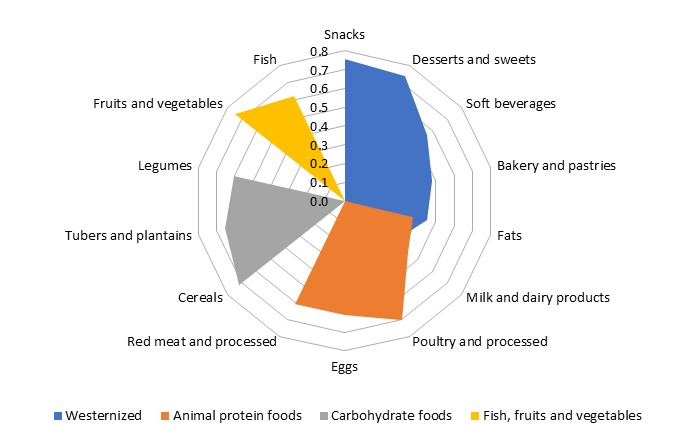 Snacks
Desserts and sweets
Soft beverages
Bakery and pastries
Fats
Milk and dairy products
Poultry and processed
Eggs
Red meat and processed
Cereals
Tubers and plantains
Legumes
Fruits and vegetables
Fish
0.8
0.7
0.6
0.5
0.4
0.3
0.2
0.1
0.0
Westernized Animal protein foods Carbohydrate foods Fish, fruits and vegetables